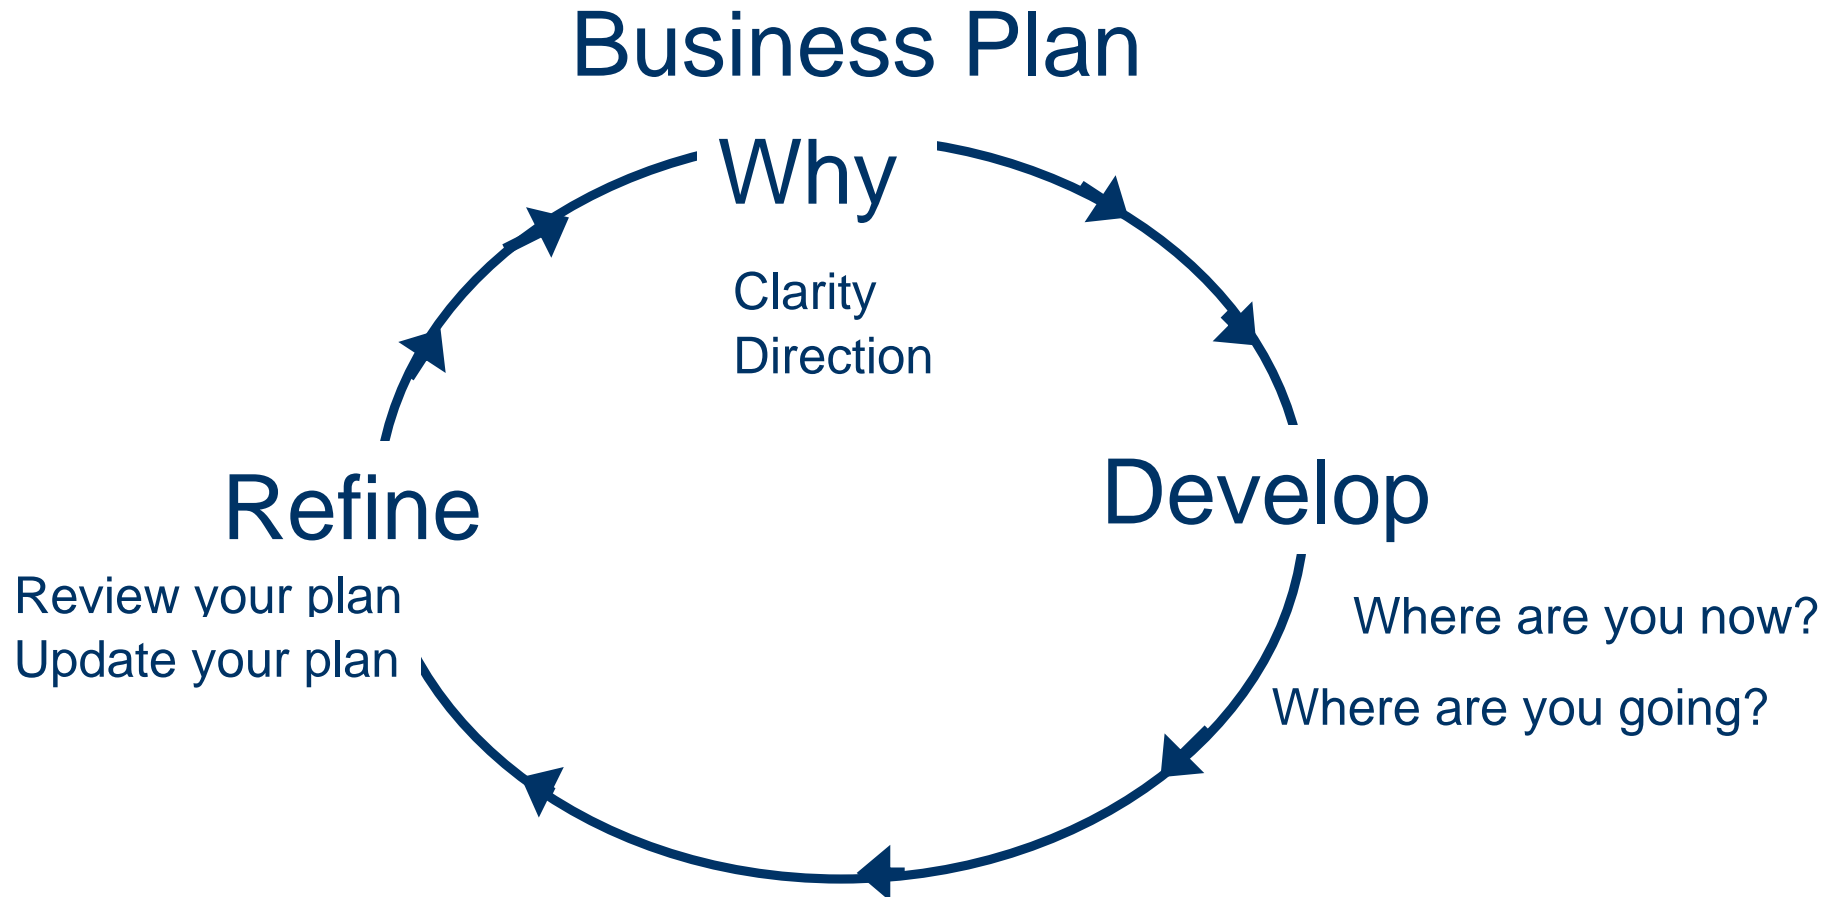 Business Plan
Why
Clarity
Direction
Develop
Where are you now?
Where are you going?
Refine
Review your plan
Update your plan